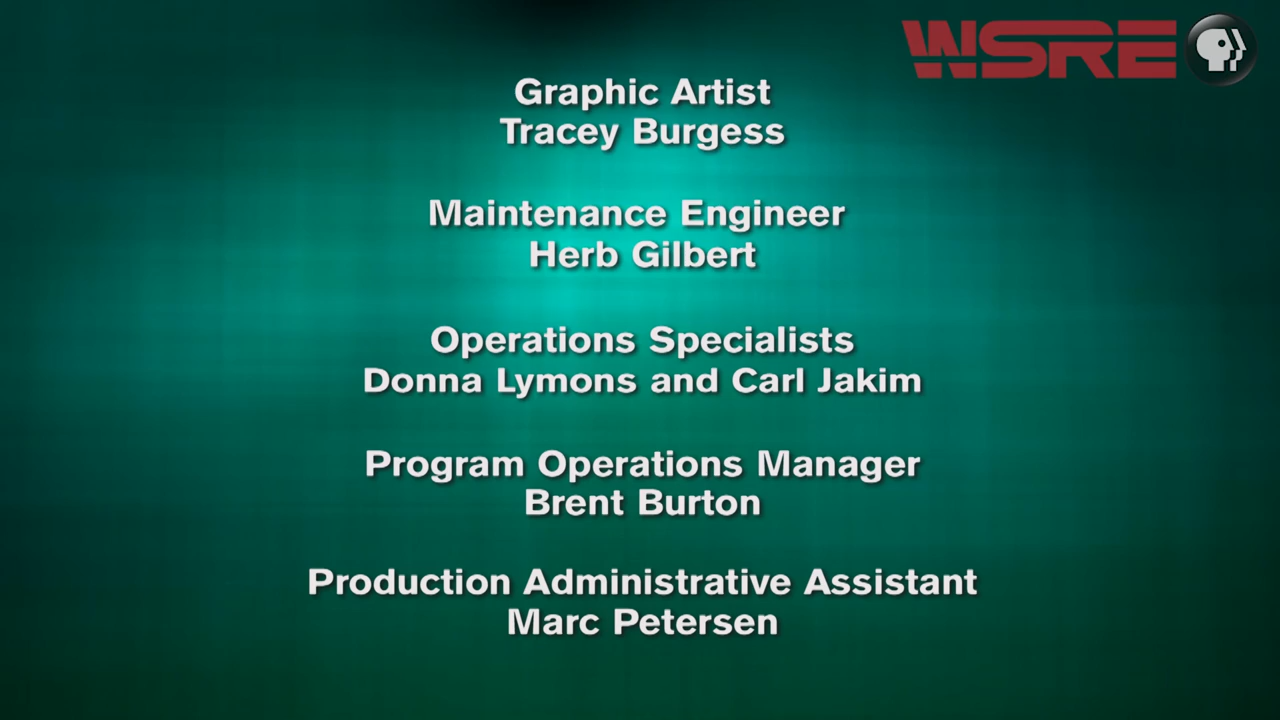 WSRE
Graphic Artist
Tracey Burgess
Maintenance Engineer
Herb Gilbert
Operations Specialists
Donna Lymons and Carl Jakim
Program Operations Manager
Brent Burton
Production Administrative Assistant
Marc Petersen